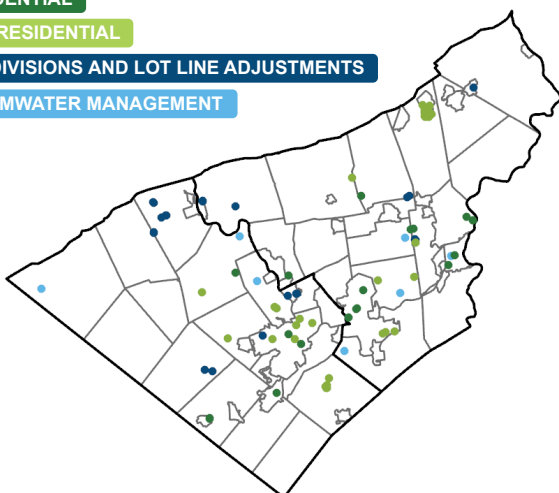 RESIDENTIAL
DIVISIONS AND LOT LINE ADJUSTMENTS
MWATER MANAGEMENT